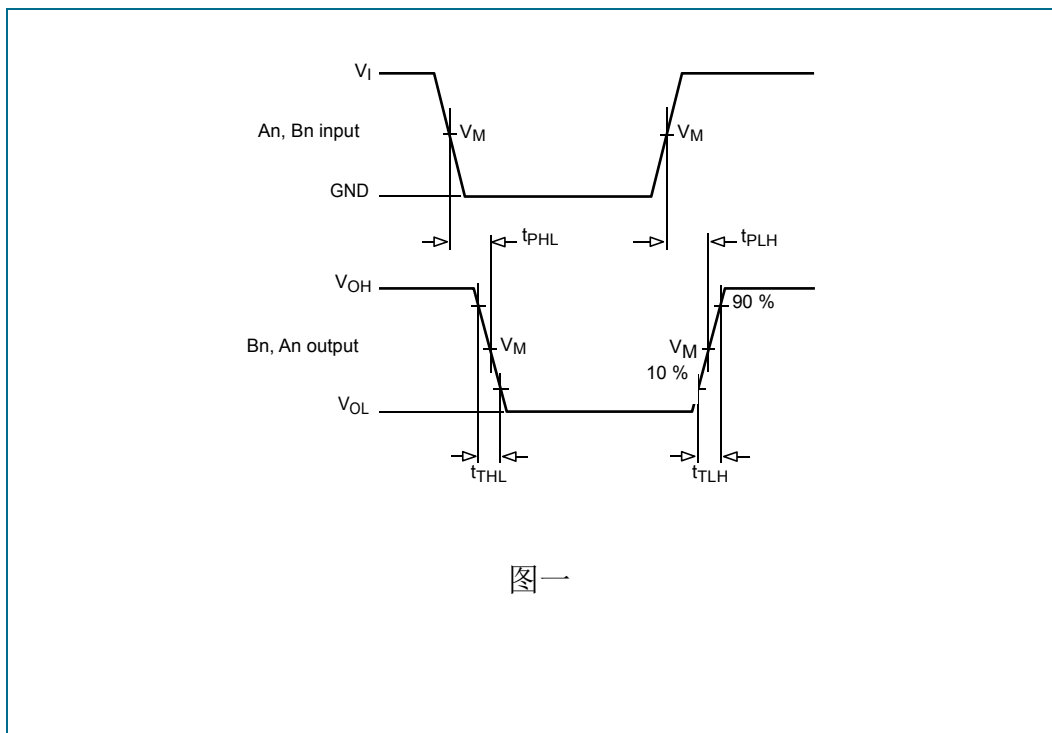 VI
An, Bn input
VM
VM
GND
tPHL
tPLH
VOH
90 %
Bn, An output
VM
VM
10 %
VOL
tTHL
tTLH
图一